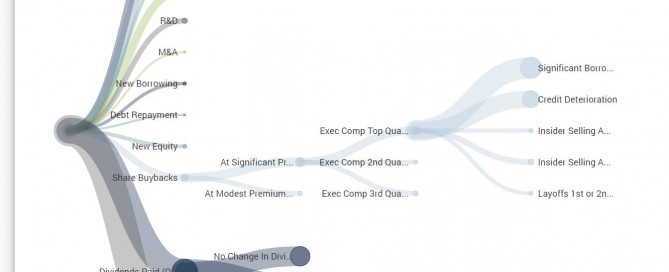 R&D
M&A
New Borrowing
Debt Repayment
New Equity
Share Buybacks
Dividends Paid (O
At Significant Pr...
At Modest Premium...
No Change In Divi...
Exec Comp Top Qua...
Exec Comp 2nd Qua...
Exec Comp 3rd Qua...
Significant Borro...
Credit Deterioration
Insider Selling A...
Insider Selling A...
Layoffs 1st or 2n...